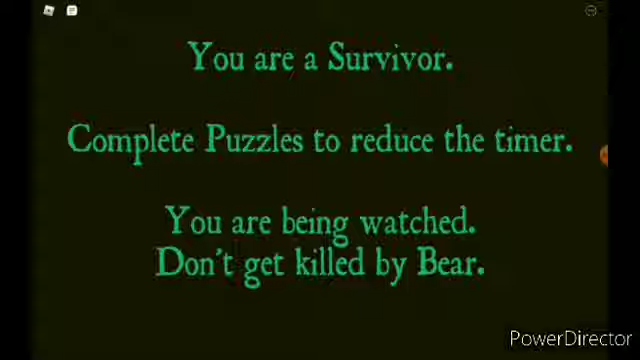 You are a Survivor.
Complete Puzzles to reduce the timer.
You are being watched.
Don't get killed by Bear.
PowerDirector